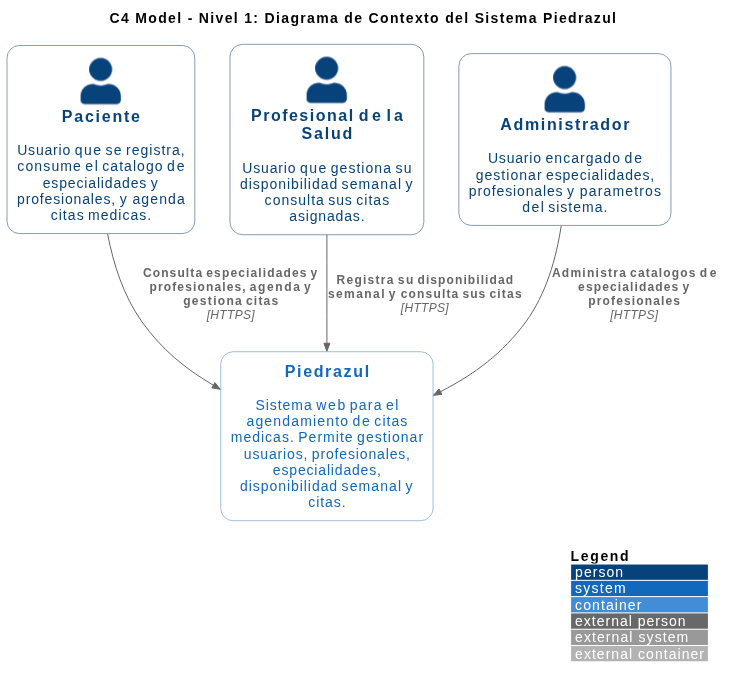 C4 Model - Nivel 1: Diagrama de Contexto del Sistema Piedrazul
Paciente
Usuario que se registra,
consume el catalogo de
especialidades y
profesionales, y agenda
citas medicas.
Profesional de la
Salud
Usuario que gestiona su
disponibilidad semanal y
consulta sus citas
asignadas.
Administrador
Usuario encargado de
gestionar especialidades,
profesionales y parametros
del sistema.
Consulta especialidades y
profesionales, agenda y
gestiona citas
[HTTPS]
Registra su disponibilidad
semanal y consulta sus citas
[HTTPS]
Administra catalogos de
especialidades y
profesionales
[HTTPS]
Piedrazul
Sistema web para el
agendamiento de citas
medicas. Permite gestionar
usuarios, profesionales,
especialidades,
disponibilidad semanal y
citas.
Legend
person
system
container
external person
external system
external container